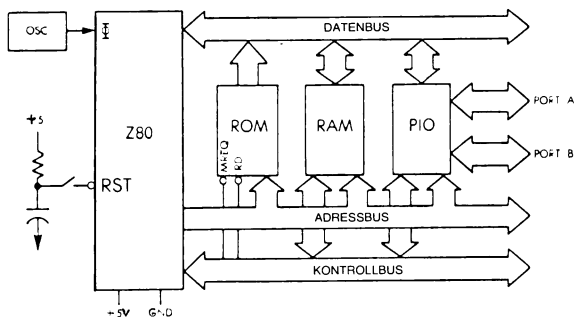 OSC
Φ
DATENBUS
Z80
ROM
RAM
PIO
PORT A
PORT B
+5
MREQ
RD
RST
ADRESSBUS
KONTROLLBUS
+5V
GND